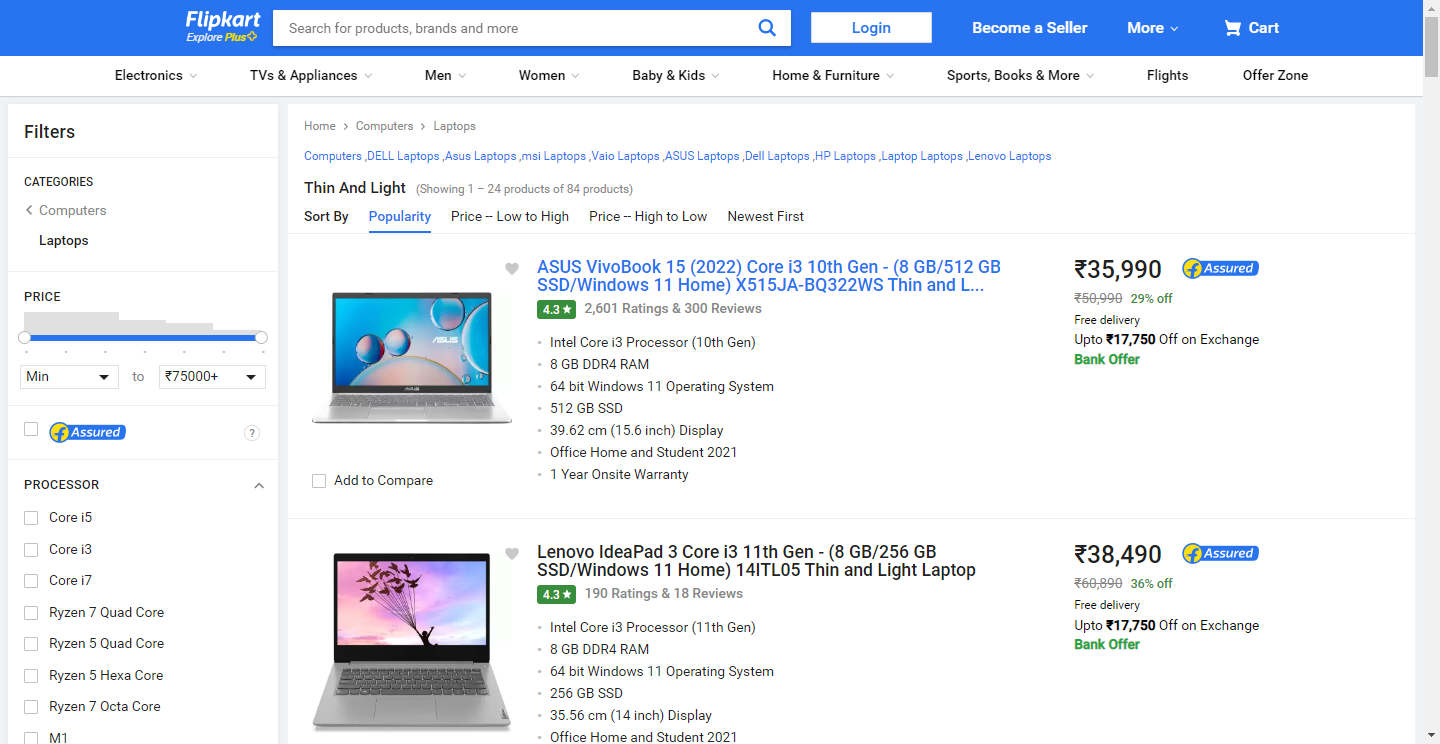 Flipkart
Explore Plus
Search for products, brands and more
Login
Become a Seller
More
Cart
Electronics
TVs & Appliances
Men
Women
Baby & Kids
Home & Furniture
Sports, Books & More
Flights
Offer Zone
Filters
CATEGORIES
Computers
Laptops
PRICE
Min
to
₹75000+
Assured
?
PROCESSOR
Core i5
Core i3
Core i7
Ryzen 7 Quad Core
Ryzen 5 Quad Core
Ryzen 5 Hexa Core
Ryzen 7 Octa Core
M1
Home > Computers > Laptops
Computers ,DELL Laptops ,Asus Laptops ,msi Laptops ,Vaio Laptops ,ASUS Laptops ,Dell Laptops ,HP Laptops ,Laptop Laptops ,Lenovo Laptops
Thin And Light (Showing 1 – 24 products of 84 products)
Sort By Popularity Price -- Low to High Price -- High to Low Newest First
ASUS
Add to Compare
ASUS VivoBook 15 (2022) Core i3 10th Gen - (8 GB/512 GB
SSD/Windows 11 Home) X515JA-BQ322WS Thin and L...
4.3 ★ 2,601 Ratings & 300 Reviews
Intel Core i3 Processor (10th Gen)
8 GB DDR4 RAM
64 bit Windows 11 Operating System
512 GB SSD
39.62 cm (15.6 inch) Display
Office Home and Student 2021
1 Year Onsite Warranty
₹35,990 Assured
₹50,990 29% off
Free delivery
Upto ₹17,750 Off on Exchange
Bank Offer
Lenovo IdeaPad 3 Core i3 11th Gen - (8 GB/256 GB
SSD/Windows 11 Home) 14ITL05 Thin and Light Laptop
4.3 ★ 190 Ratings & 18 Reviews
Intel Core i3 Processor (11th Gen)
8 GB DDR4 RAM
64 bit Windows 11 Operating System
256 GB SSD
35.56 cm (14 inch) Display
Office Home and Student 2021
₹38,490 Assured
₹60,890 36% off
Free delivery
Upto ₹17,750 Off on Exchange
Bank Offer